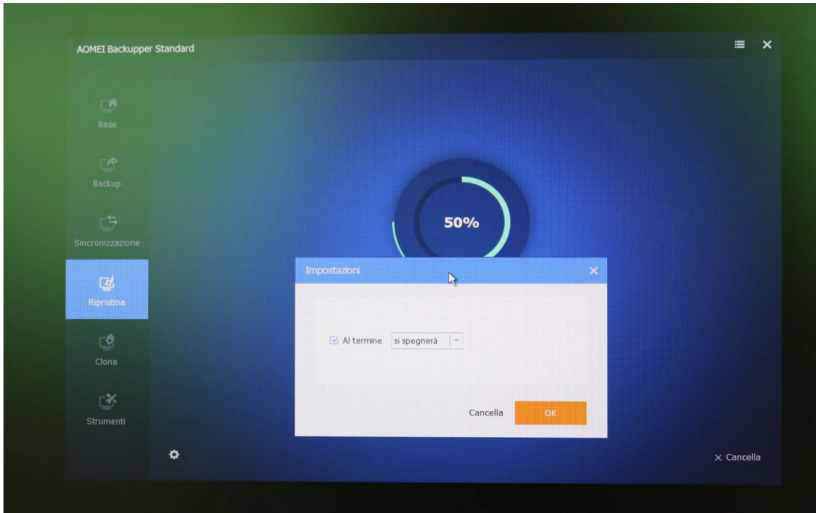 AOMEI Backupper Standard
Base
Backup
Sincronizzazione
Ripristina
Clona
Strumenti
50%
Impostazioni
Al termine si spegnerà
Cancella OK
Cancella